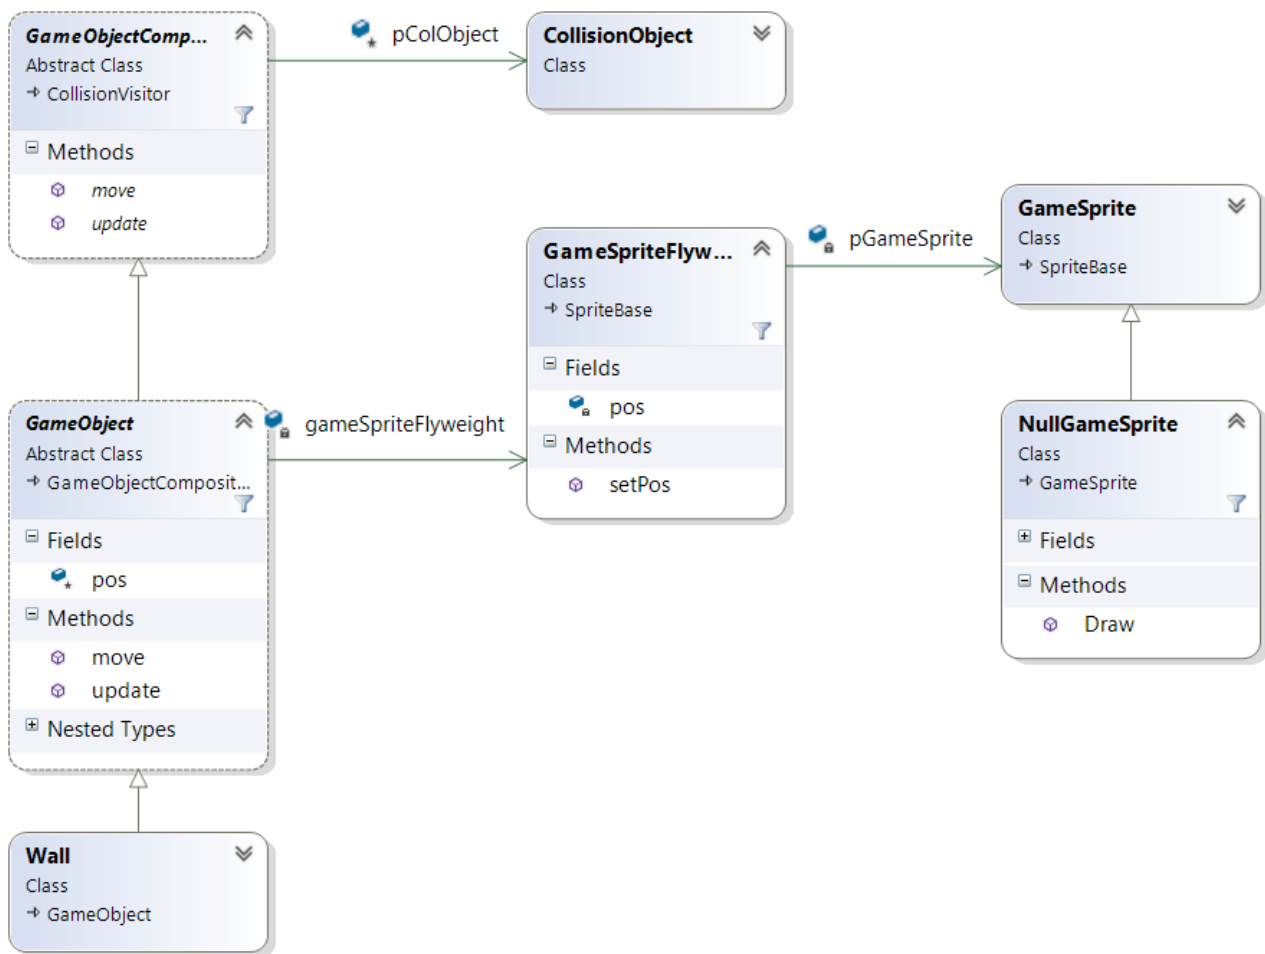 GameObjectComp...
Abstract Class
CollisionVisitor
Methods
move
update
pColObject
CollisionObject
Class
GameSpriteFlyw...
Class
SpriteBase
Fields
pos
Methods
setPos
pGameSprite
GameSprite
Class
SpriteBase
GameObject
Abstract Class
GameObjectComposit...
Fields
pos
Methods
move
update
Nested Types
gameSpriteFlyweight
NullGameSprite
Class
GameSprite
Fields
Methods
Draw
Wall
Class
GameObject